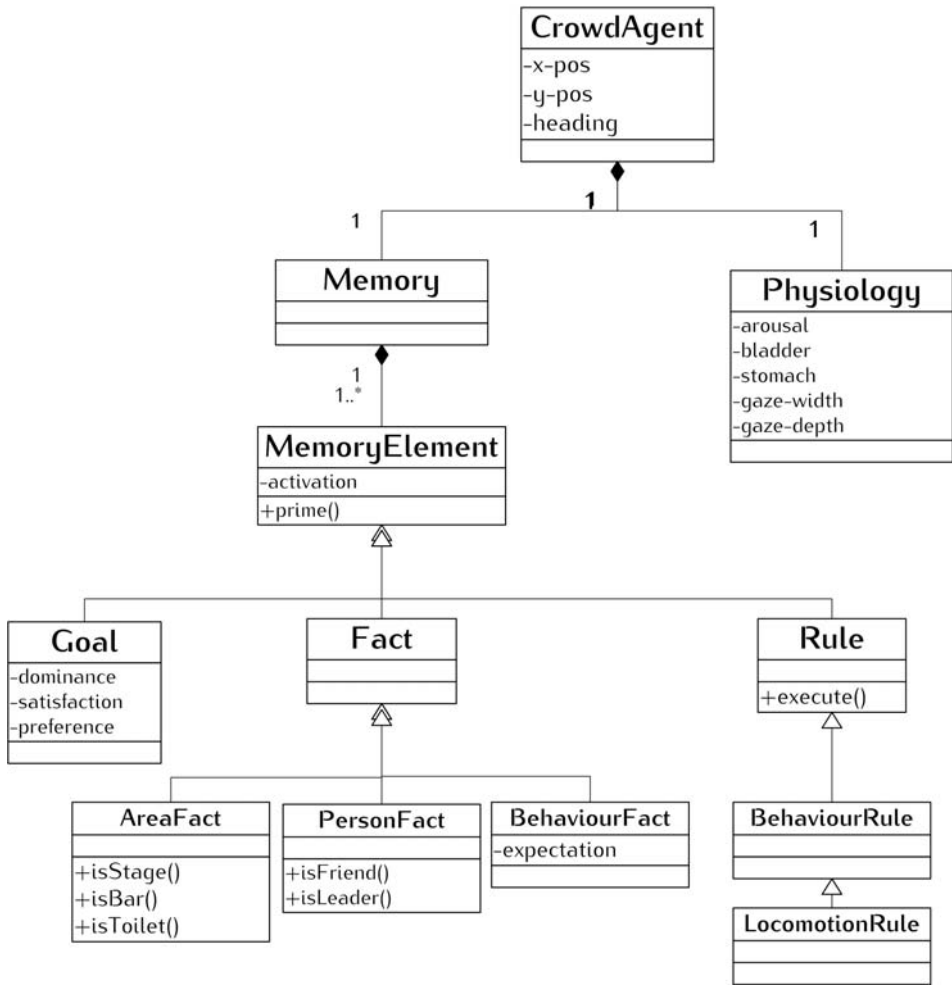 CrowdAgent
-x-pos
-y-pos
-heading
1
1
1
Memory
Physiology
-arousal
-bladder
-stomach
-gaze-width
-gaze-depth
1
1..*
MemoryElement
-activation
+prime()
Goal
-dominance
-satisfaction
-preference
Fact
Rule
+execute()
AreaFact
+isStage()
+isBar()
+isToilet()
PersonFact
+isFriend()
+isLeader()
BehaviourFact
-expectation
BehaviourRule
LocomotionRule